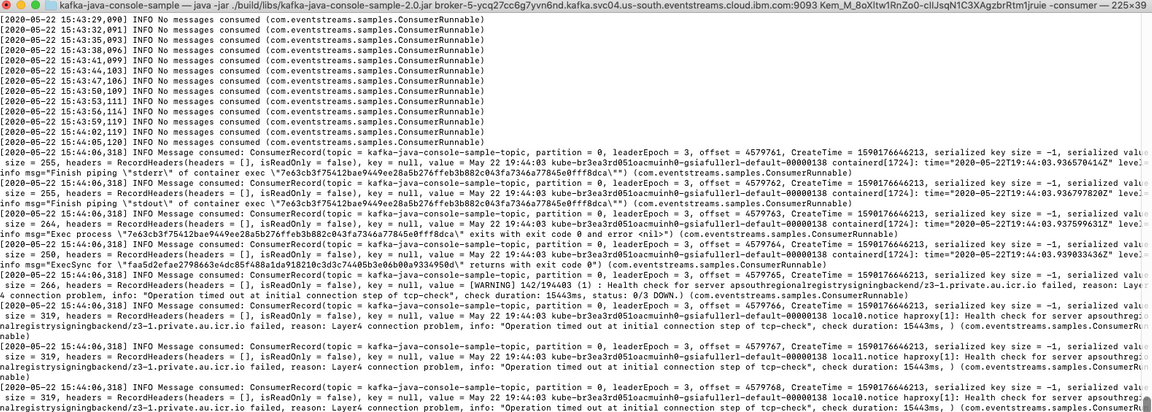 kafka-java-console-sample — java -jar ./build/libs/kafka-java-console-sample-2.0.jar broker-5-ycq27cc6g7yvn6nd.kafka.svc04.us-south.eventstreams.cloud.ibm.com:9093 -consumer — 225×39
[2020-05-22 15:43:29,090] INFO No messages consumed (com.eventstreams.samples.ConsumerRunnable)
[2020-05-22 15:43:32,091] INFO No messages consumed (com.eventstreams.samples.ConsumerRunnable)
[2020-05-22 15:43:35,093] INFO No messages consumed (com.eventstreams.samples.ConsumerRunnable)
[2020-05-22 15:43:38,096] INFO No messages consumed (com.eventstreams.samples.ConsumerRunnable)
[2020-05-22 15:43:41,099] INFO No messages consumed (com.eventstreams.samples.ConsumerRunnable)
[2020-05-22 15:43:44,103] INFO No messages consumed (com.eventstreams.samples.ConsumerRunnable)
[2020-05-22 15:43:47,106] INFO No messages consumed (com.eventstreams.samples.ConsumerRunnable)
[2020-05-22 15:43:50,109] INFO No messages consumed (com.eventstreams.samples.ConsumerRunnable)
[2020-05-22 15:43:53,111] INFO No messages consumed (com.eventstreams.samples.ConsumerRunnable)
[2020-05-22 15:43:56,114] INFO No messages consumed (com.eventstreams.samples.ConsumerRunnable)
[2020-05-22 15:43:59,119] INFO No messages consumed (com.eventstreams.samples.ConsumerRunnable)
[2020-05-22 15:44:02,119] INFO No messages consumed (com.eventstreams.samples.ConsumerRunnable)
[2020-05-22 15:44:05,120] INFO No messages consumed (com.eventstreams.samples.ConsumerRunnable)
[2020-05-22 15:44:06,318] INFO Message consumed: ConsumerRecord(topic = kafka-java-console-sample-topic, partition = 0, leaderEpoch = 3, offset = 4579761, CreateTime = 1590176646213, serialized key size = -1, serialized value
size = 255, headers = RecordHeaders(headers = [], isReadOnly = false), key = null, value = May 22 19:44:03 kube-br3ea3rd051oacmuinh0-gsiafullerl-default-00000138 containerd[1724]: time="2020-05-22T19:44:03.936570414Z" level=
info msg="Finish piping \"stderr\" of container exec \"7e63cb3f75412bae9449ee28a5b276ffeb3b882c043fa7346a77845e0fff8dca\"") (com.eventstreams.samples.ConsumerRunnable)
[2020-05-22 15:44:06,318] INFO Message consumed: ConsumerRecord(topic = kafka-java-console-sample-topic, partition = 0, leaderEpoch = 3, offset = 4579762, CreateTime = 1590176646213, serialized key size = -1, serialized value
size = 255, headers = RecordHeaders(headers = [], isReadOnly = false), key = null, value = May 22 19:44:03 kube-br3ea3rd051oacmuinh0-gsiafullerl-default-00000138 containerd[1724]: time="2020-05-22T19:44:03.936797820Z" level=
info msg="Finish piping \"stdout\" of container exec \"7e63cb3f75412bae9449ee28a5b276ffeb3b882c043fa7346a77845e0fff8dca\"") (com.eventstreams.samples.ConsumerRunnable)
[2020-05-22 15:44:06,318] INFO Message consumed: ConsumerRecord(topic = kafka-java-console-sample-topic, partition = 0, leaderEpoch = 3, offset = 4579763, CreateTime = 1590176646213, serialized key size = -1, serialized value
size = 264, headers = RecordHeaders(headers = [], isReadOnly = false), key = null, value = May 22 19:44:03 kube-br3ea3rd051oacmuinh0-gsiafullerl-default-00000138 containerd[1724]: time="2020-05-22T19:44:03.937599631Z" level=
info msg="Exec process \"7e63cb3f75412bae9449ee28a5b276ffeb3b882c043fa7346a77845e0fff8dca\" exits with exit code 0 and error <nil>") (com.eventstreams.samples.ConsumerRunnable)
[2020-05-22 15:44:06,318] INFO Message consumed: ConsumerRecord(topic = kafka-java-console-sample-topic, partition = 0, leaderEpoch = 3, offset = 4579764, CreateTime = 1590176646213, serialized key size = -1, serialized value
size = 250, headers = RecordHeaders(headers = [], isReadOnly = false), key = null, value = May 22 19:44:03 kube-br3ea3rd051oacmuinh0-gsiafullerl-default-00000138 containerd[1724]: time="2020-05-22T19:44:03.939033436Z" level=
info msg="ExecSync for \"faa5d2efae2798663e4dc85f488a1da918210c3d3c74405b3e06b00a9334950d\" returns with exit code 0") (com.eventstreams.samples.ConsumerRunnable)
[2020-05-22 15:44:06,318] INFO Message consumed: ConsumerRecord(topic = kafka-java-console-sample-topic, partition = 0, leaderEpoch = 3, offset = 4579765, CreateTime = 1590176646213, serialized key size = -1, serialized value
size = 266, headers = RecordHeaders(headers = [], isReadOnly = false), key = null, value = [WARNING] 142/194403 (1) : Health check for server apsouthregionalregistrysigningbackend/z3-1.private.au.icr.io failed, reason: Layer
4 connection problem, info: "Operation timed out at initial connection step of tcp-check", check duration: 15443ms, status: 0/3 DOWN.) (com.eventstreams.samples.ConsumerRunnable)
[2020-05-22 15:44:06,318] INFO Message consumed: ConsumerRecord(topic = kafka-java-console-sample-topic, partition = 0, leaderEpoch = 3, offset = 4579766, CreateTime = 1590176646213, serialized key size = -1, serialized value
size = 319, headers = RecordHeaders(headers = [], isReadOnly = false), key = null, value = May 22 19:44:03 kube-br3ea3rd051oacmuinh0-gsiafullerl-default-00000138 local0.notice haproxy[1]: Health check for server apsouthregio
nalregistrysigningbackend/z3-1.private.au.icr.io failed, reason: Layer4 connection problem, info: "Operation timed out at initial connection step of tcp-check", check duration: 15443ms, ) (com.eventstreams.samples.ConsumerRun
nable)
[2020-05-22 15:44:06,318] INFO Message consumed: ConsumerRecord(topic = kafka-java-console-sample-topic, partition = 0, leaderEpoch = 3, offset = 4579767, CreateTime = 1590176646213, serialized key size = -1, serialized value
size = 319, headers = RecordHeaders(headers = [], isReadOnly = false), key = null, value = May 22 19:44:03 kube-br3ea3rd051oacmuinh0-gsiafullerl-default-00000138 local1.notice haproxy[1]: Health check for server apsouthregio
nalregistrysigningbackend/z3-1.private.au.icr.io failed, reason: Layer4 connection problem, info: "Operation timed out at initial connection step of tcp-check", check duration: 15443ms, ) (com.eventstreams.samples.ConsumerRun
nable)
[2020-05-22 15:44:06,318] INFO Message consumed: ConsumerRecord(topic = kafka-java-console-sample-topic, partition = 0, leaderEpoch = 3, offset = 4579768, CreateTime = 1590176646213, serialized key size = -1, serialized value
size = 319, headers = RecordHeaders(headers = [], isReadOnly = false), key = null, value = May 22 19:44:03 kube-br3ea3rd051oacmuinh0-gsiafullerl-default-00000138 local0.notice haproxy[1]: Health check for server apsouthregio
nalregistrysigningbackend/z3-1.private.au.icr.io failed, reason: Layer4 connection problem, info: "Operation timed out at initial connection step of tcp-check", check duration: 15443ms, ) (com.eventstreams.samples.ConsumerRun